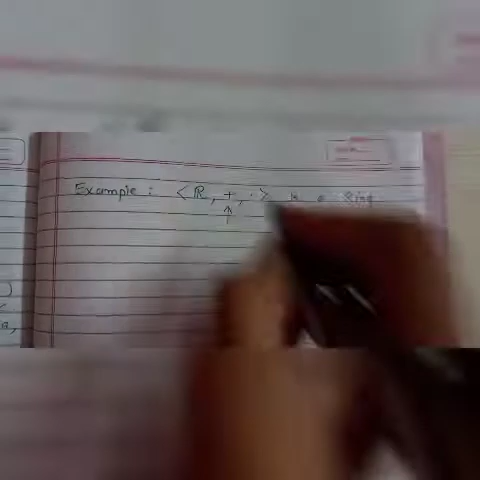 Example : < R, +, · > is a Ring
↑